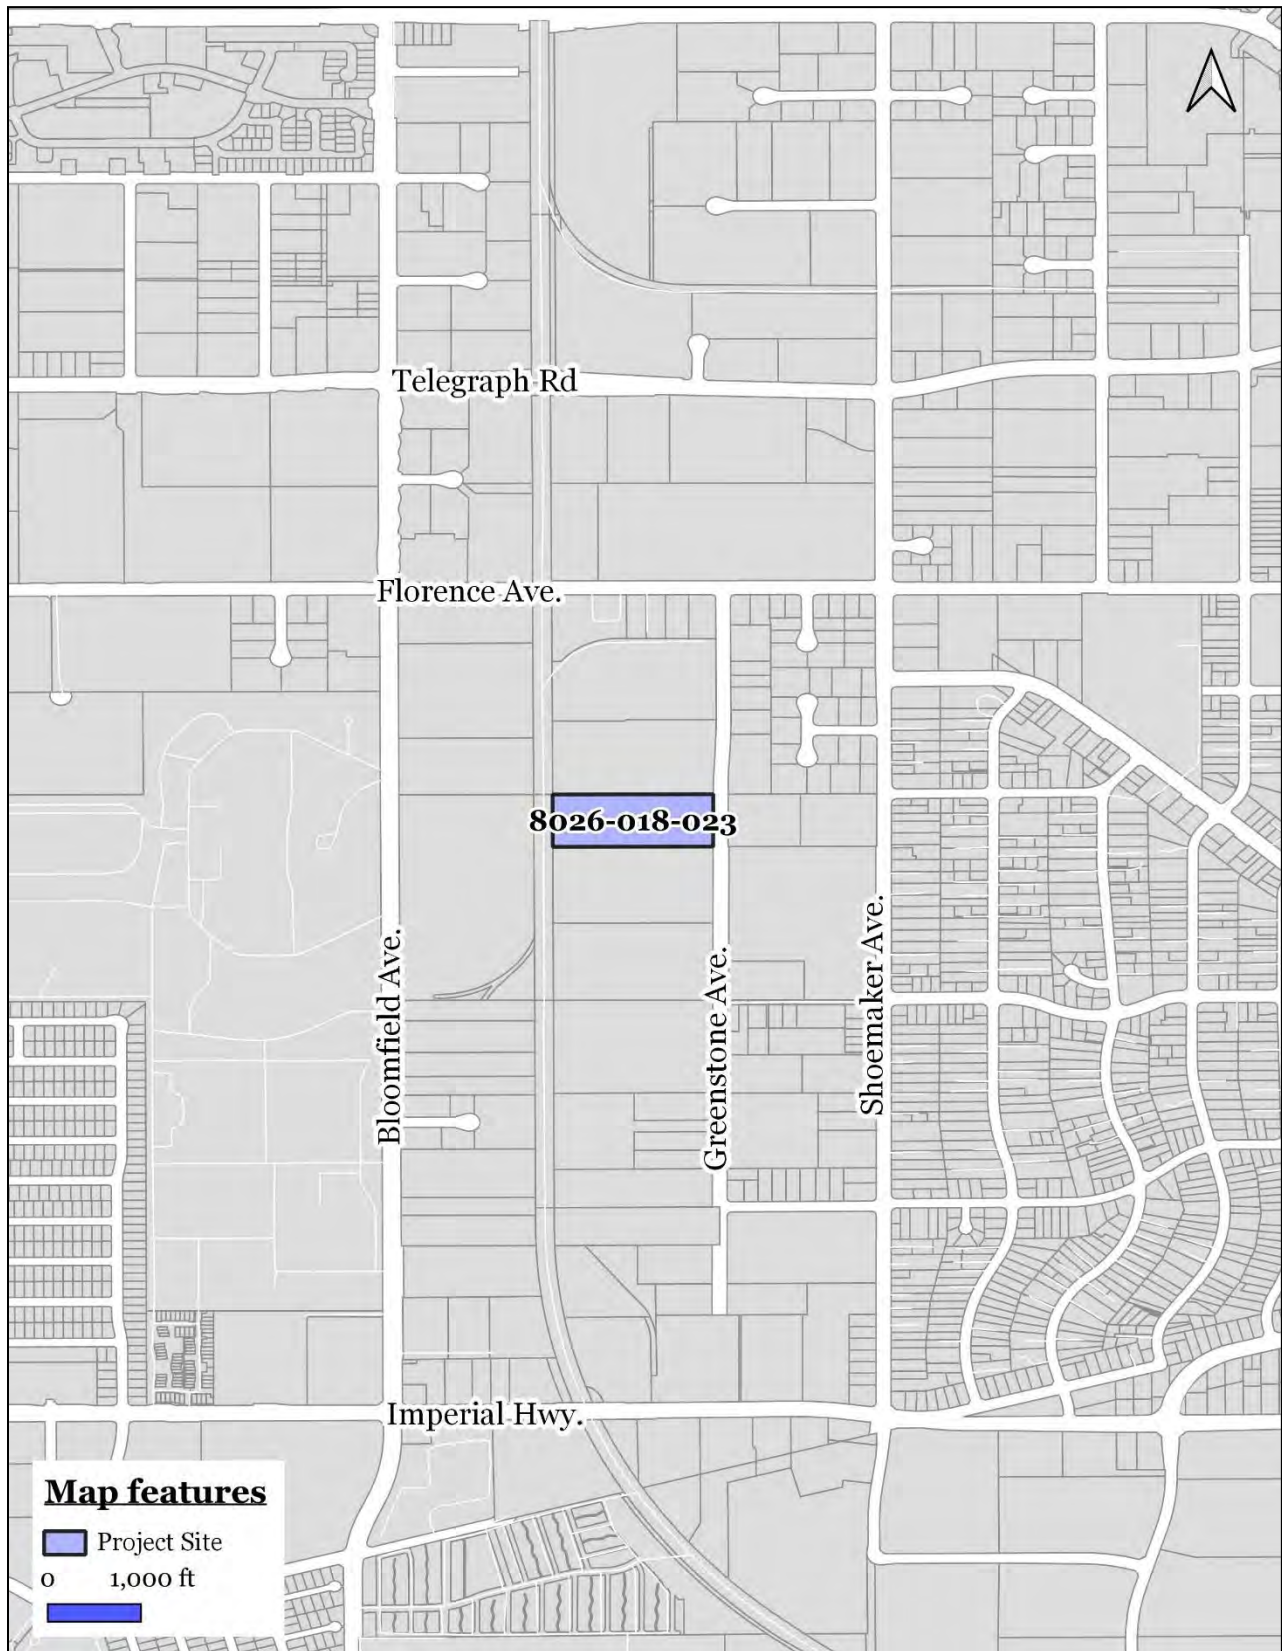 Telegraph Rd
Florence Ave.
8026-018-023
Bloomfield Ave.
Greenstone Ave.
Shoemaker Ave.
Imperial Hwy.
Map features
Project Site
0 1,000 ft